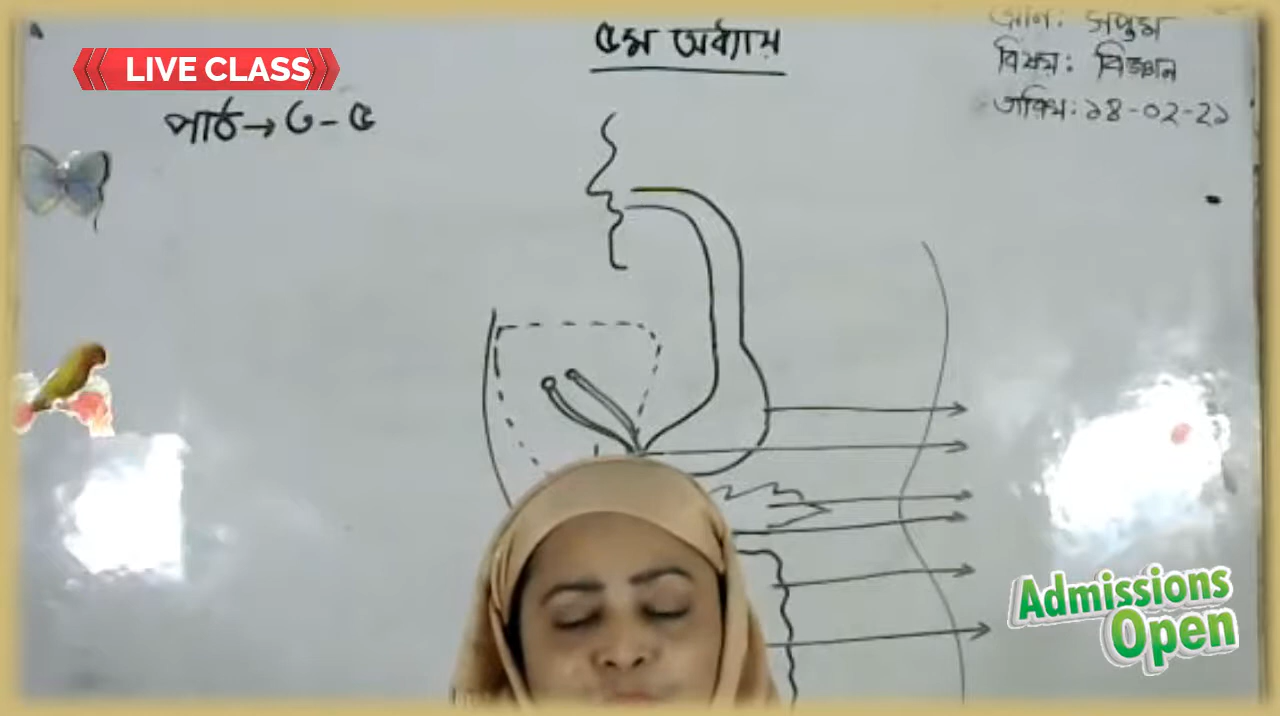 LIVE CLASS
৫ম অধ্যায়
সপ্তম
বিষয়: বিজ্ঞান
তারিখ: ১৪-০২-২১
পাঠ→৩-৫
Admissions
Open